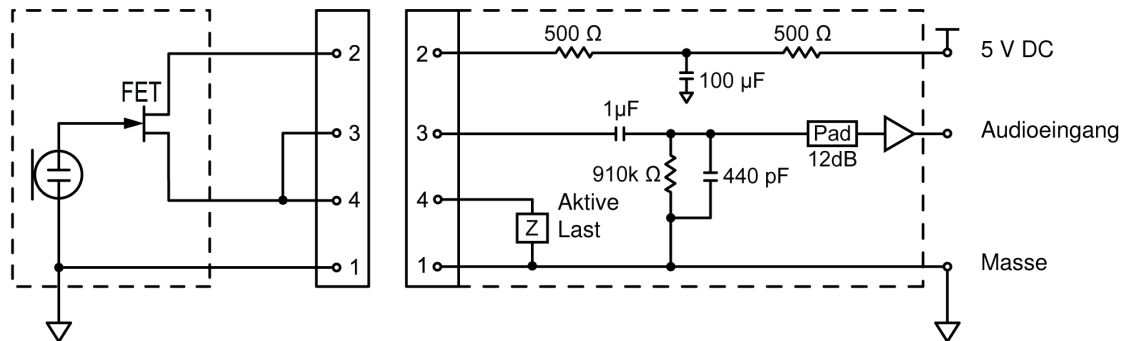 FET
2
3
4
1
2
3
4
1
500 Ω
500 Ω
100 µF
5 V DC
1µF
910k Ω
440 pF
Pad
12dB
Audioeingang
Z
Aktive
Last
Masse